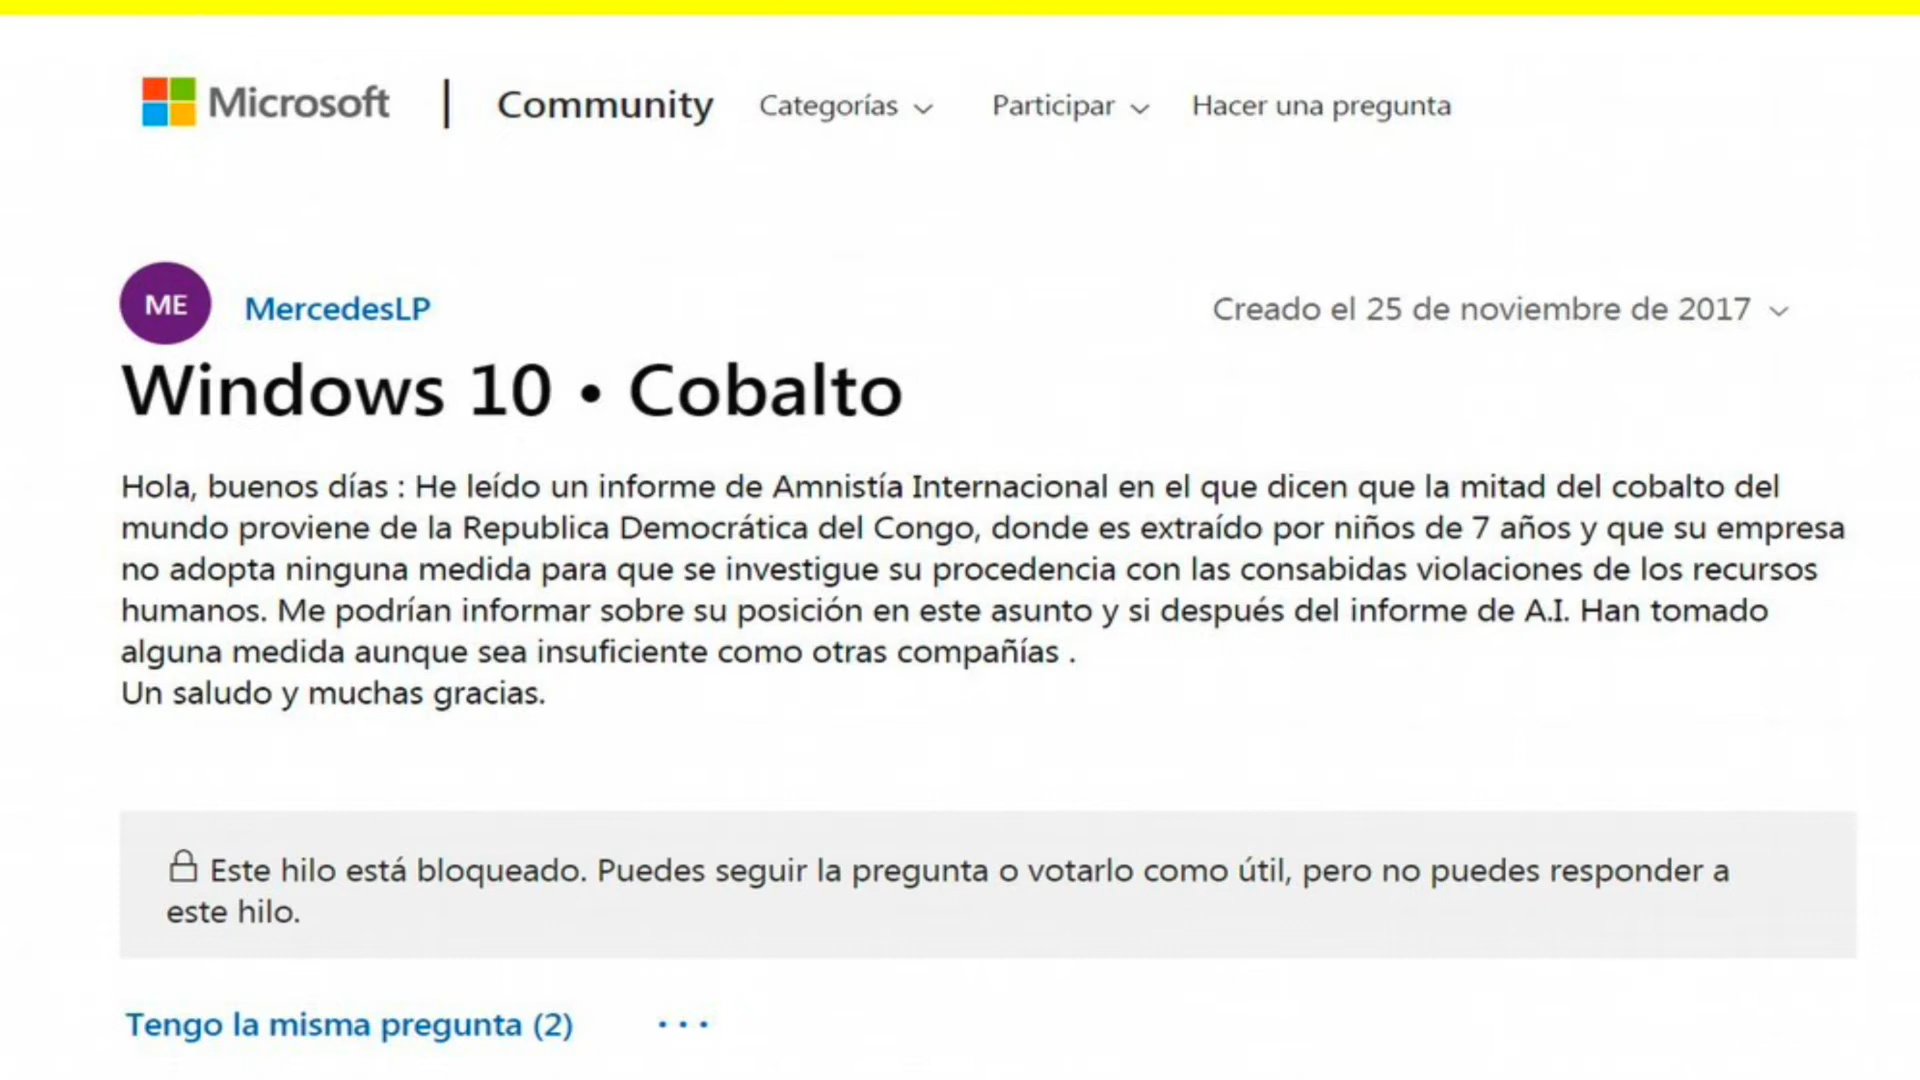 Microsoft | Community Categorías Participar Hacer una pregunta
ME MercedesLP Creado el 25 de noviembre de 2017
Windows 10 • Cobalto
Hola, buenos días : He leído un informe de Amnistía Internacional en el que dicen que la mitad del cobalto del
mundo proviene de la Republica Democrática del Congo, donde es extraído por niños de 7 años y que su empresa
no adopta ninguna medida para que se investigue su procedencia con las consabidas violaciones de los recursos
humanos. Me podrían informar sobre su posición en este asunto y si después del informe de A.I. Han tomado
alguna medida aunque sea insuficiente como otras compañías .
Un saludo y muchas gracias.
Este hilo está bloqueado. Puedes seguir la pregunta o votarlo como útil, pero no puedes responder a
este hilo.
Tengo la misma pregunta (2) ...